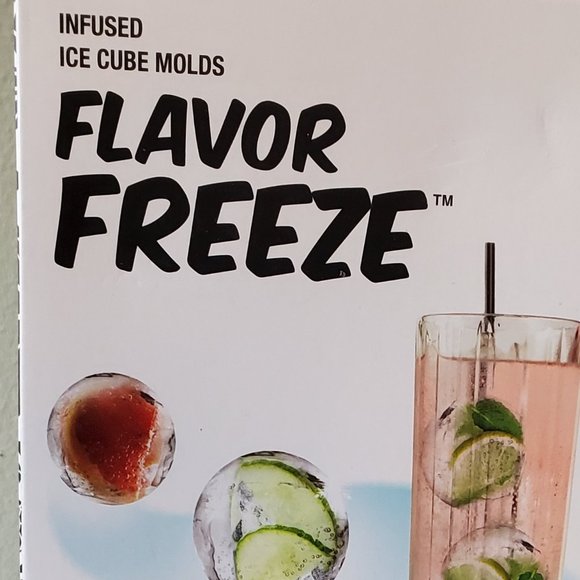 INFUSED
ICE CUBE MOLDS
FLAVOR
FREEZE™